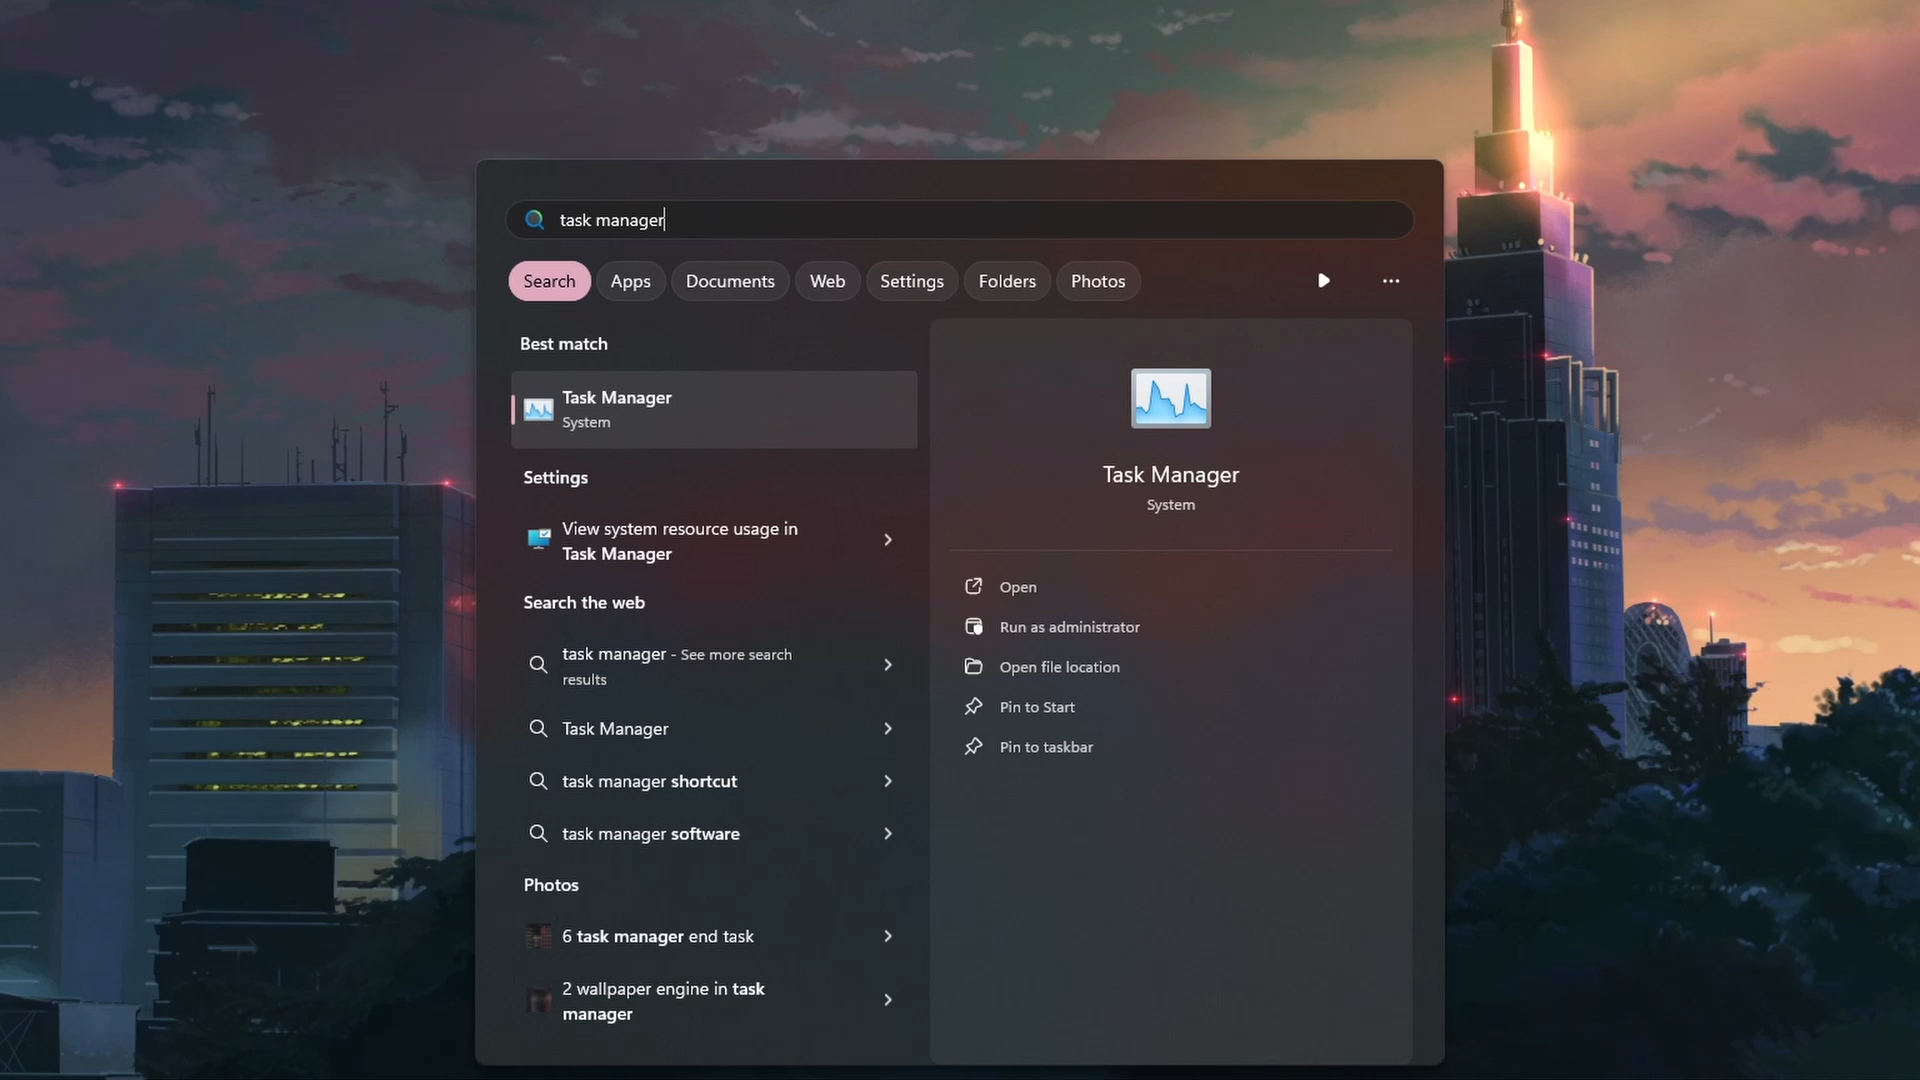 task manager
Search Apps Documents Web Settings Folders Photos
Best match
Task Manager
System
Settings
View system resource usage in
Task Manager
Search the web
task manager - See more search
results
Task Manager
task manager shortcut
task manager software
Photos
6 task manager end task
2 wallpaper engine in task
manager
Task Manager
System
Open
Run as administrator
Open file location
Pin to Start
Pin to taskbar